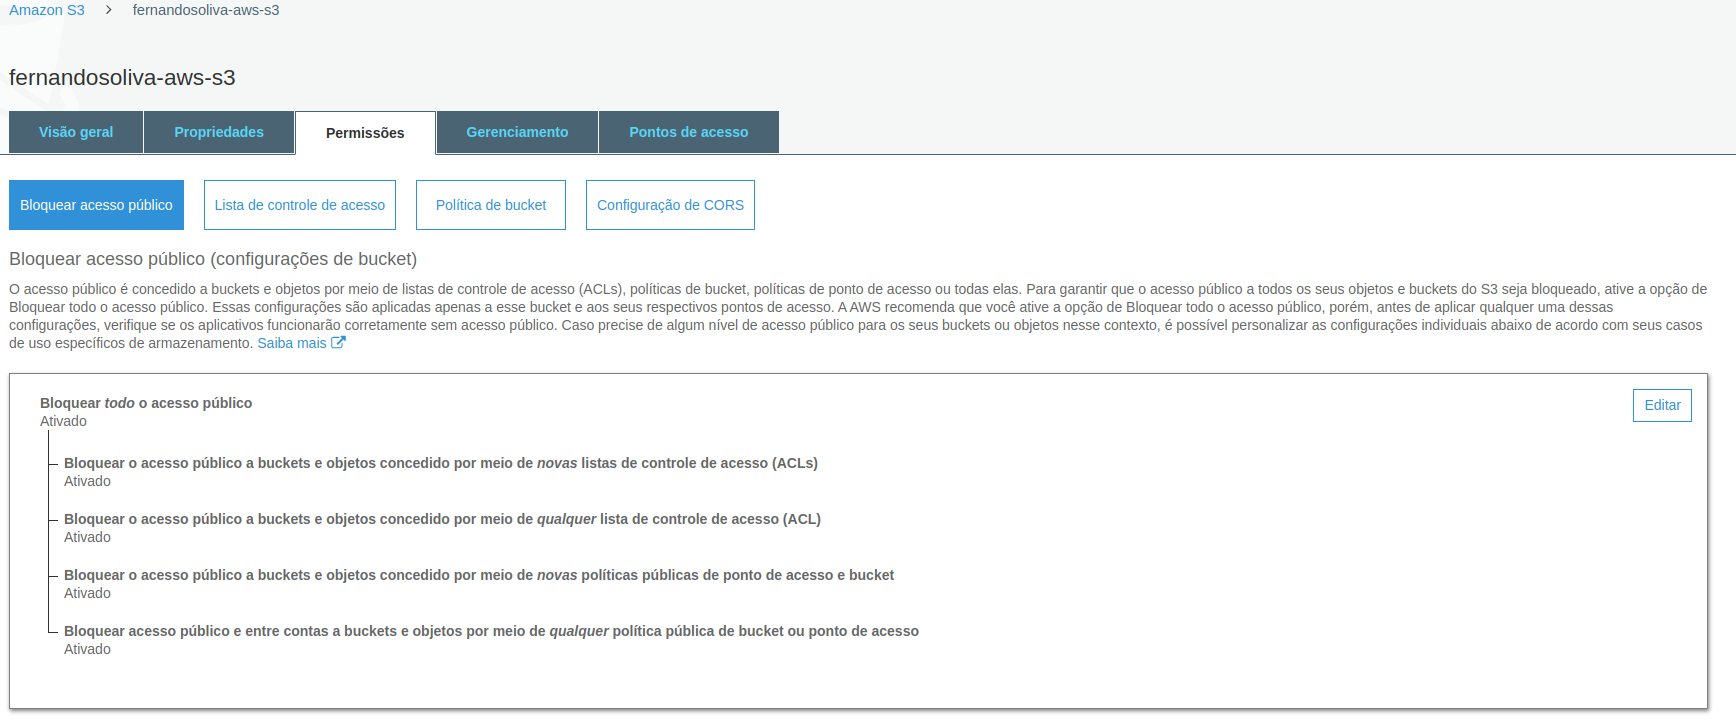 Amazon S3 > fernandosoliva-aws-s3
fernandosoliva-aws-s3
Visão geral Propriedades Permissões Gerenciamento Pontos de acesso
Bloquear acesso público Lista de controle de acesso Política de bucket Configuração de CORS
Bloquear acesso público (configurações de bucket)
O acesso público é concedido a buckets e objetos por meio de listas de controle de acesso (ACLs), políticas de bucket, políticas de ponto de acesso ou todas elas. Para garantir que o acesso público a todos os seus objetos e buckets do S3 seja bloqueado, ative a opção de
Bloquear todo o acesso público. Essas configurações são aplicadas apenas a esse bucket e aos seus respectivos pontos de acesso. A AWS recomenda que você ative a opção de Bloquear todo o acesso público, porém, antes de aplicar qualquer uma dessas
configurações, verifique se os aplicativos funcionarão corretamente sem acesso público. Caso precise de algum nível de acesso público para os seus buckets ou objetos nesse contexto, é possível personalizar as configurações individuais abaixo de acordo com seus casos
de uso específicos de armazenamento. Saiba mais
Bloquear todo o acesso público
Editar
Ativado
Bloquear o acesso público a buckets e objetos concedido por meio de novas listas de controle de acesso (ACLs)
Ativado
Bloquear o acesso público a buckets e objetos concedido por meio de qualquer lista de controle de acesso (ACL)
Ativado
Bloquear o acesso público a buckets e objetos concedido por meio de novas políticas públicas de ponto de acesso e bucket
Ativado
Bloquear acesso público e entre contas a buckets e objetos por meio de qualquer política pública de bucket ou ponto de acesso
Ativado